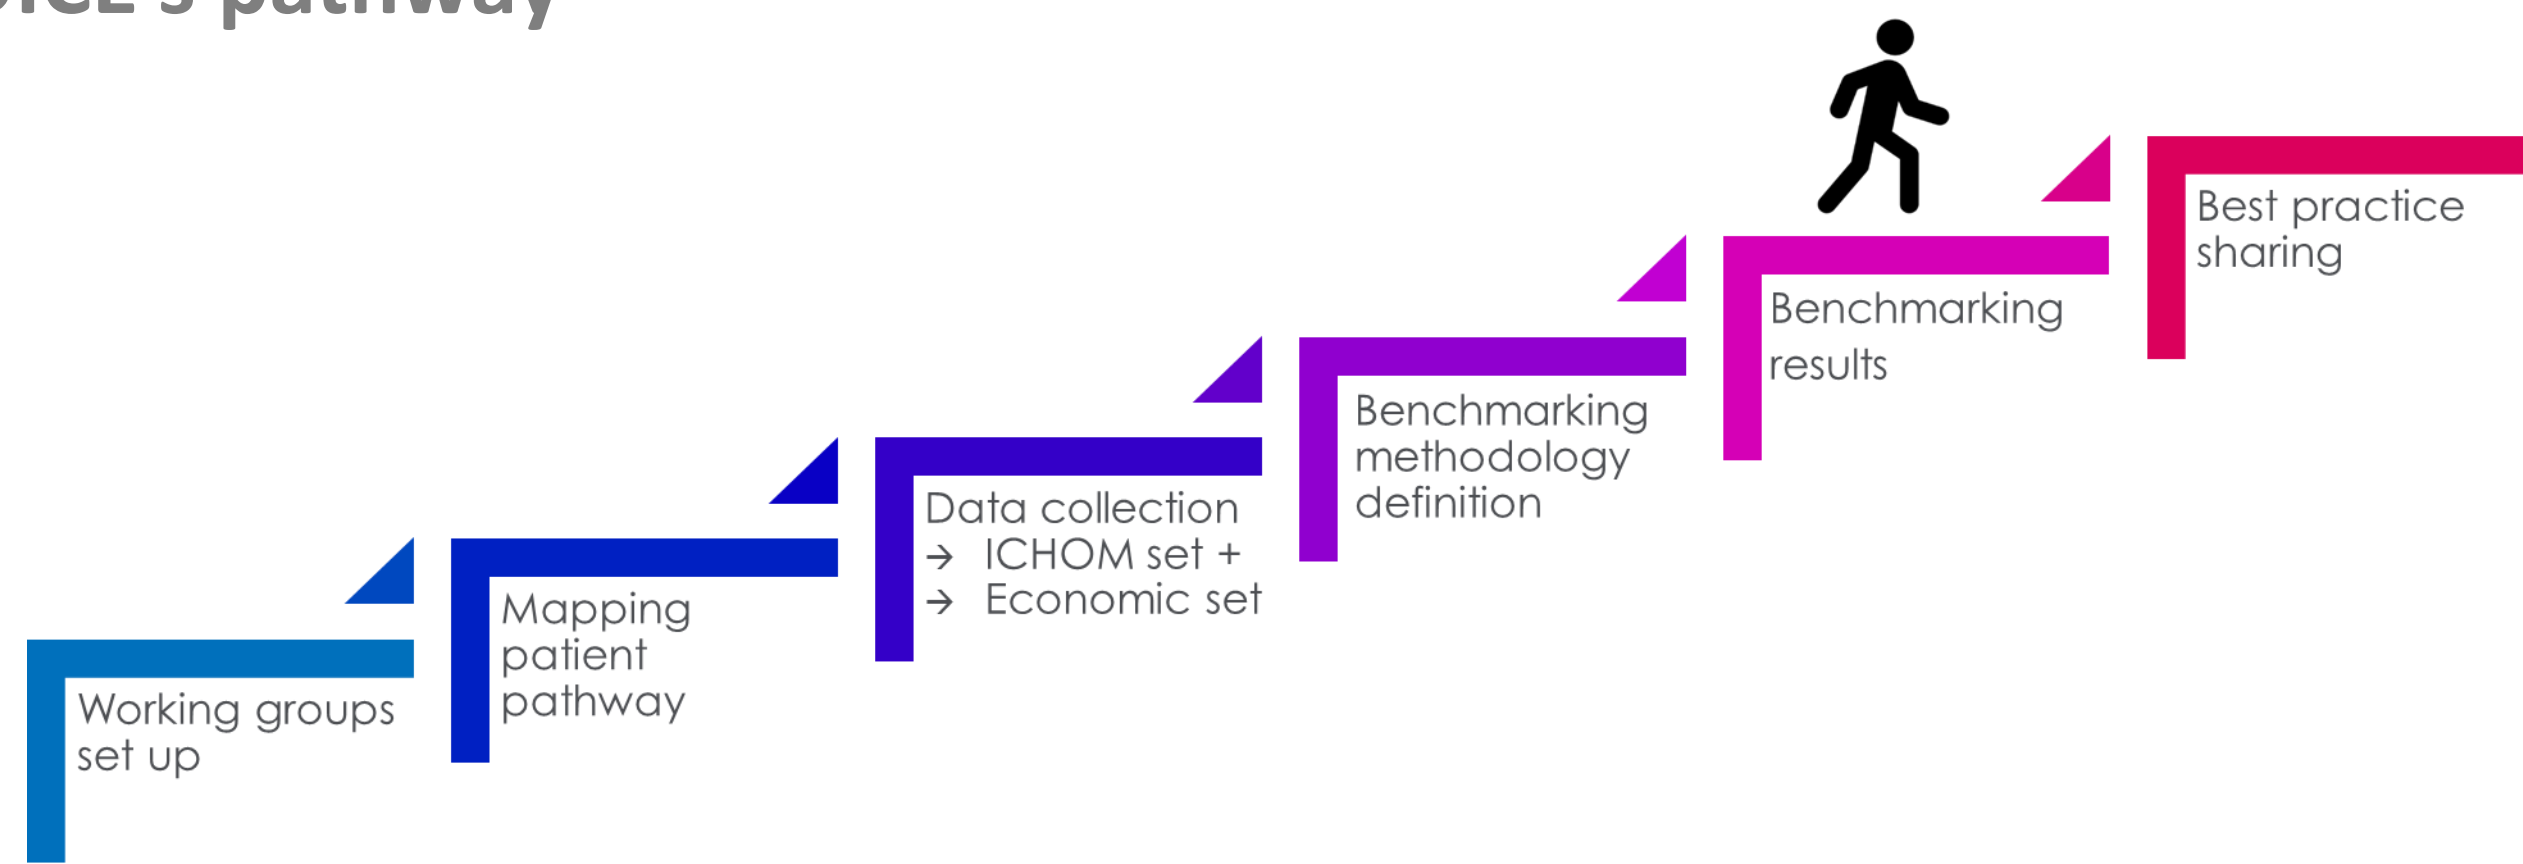 pathway
Working groups
set up
Mapping
patient
pathway
Data collection
→ ICHOM set +
→ Economic set
Benchmarking
methodology
definition
Benchmarking
results
Best practice
sharing